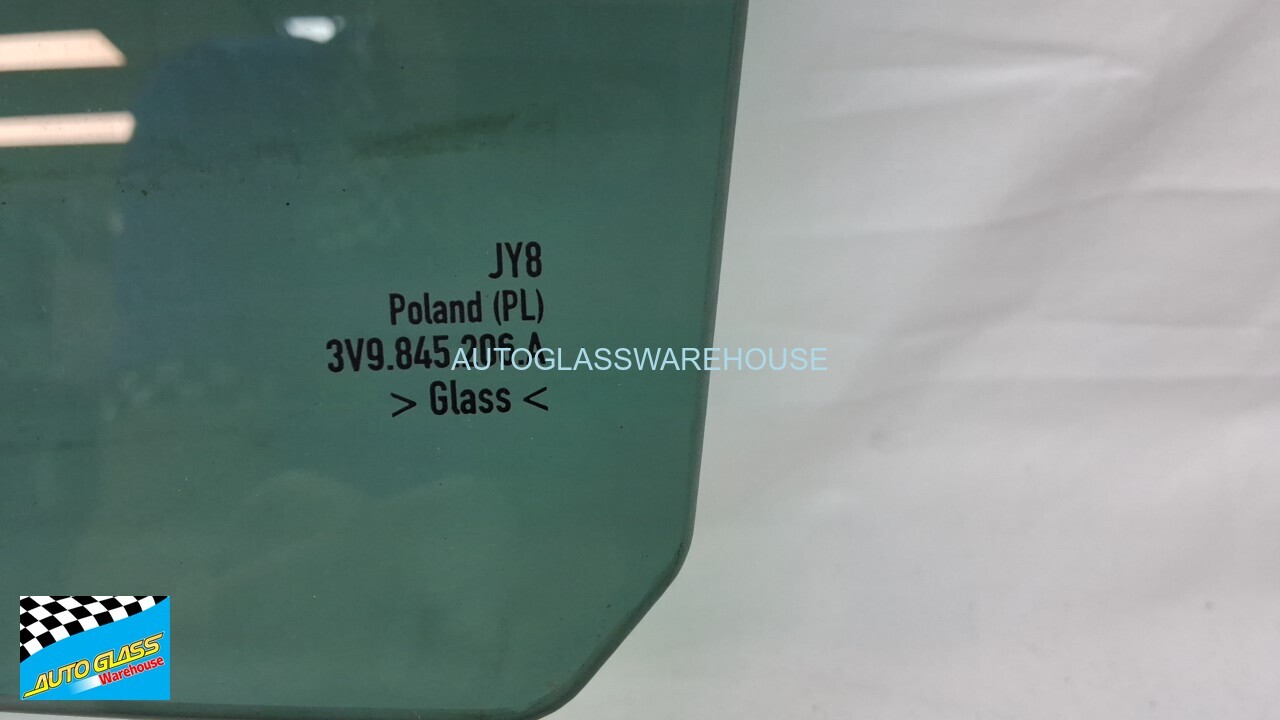 JY8
Poland (PL)
3V9.845.206.A
> Glass <
AUTOGLASSWAREHOUSE
AUTO GLASS
Warehouse